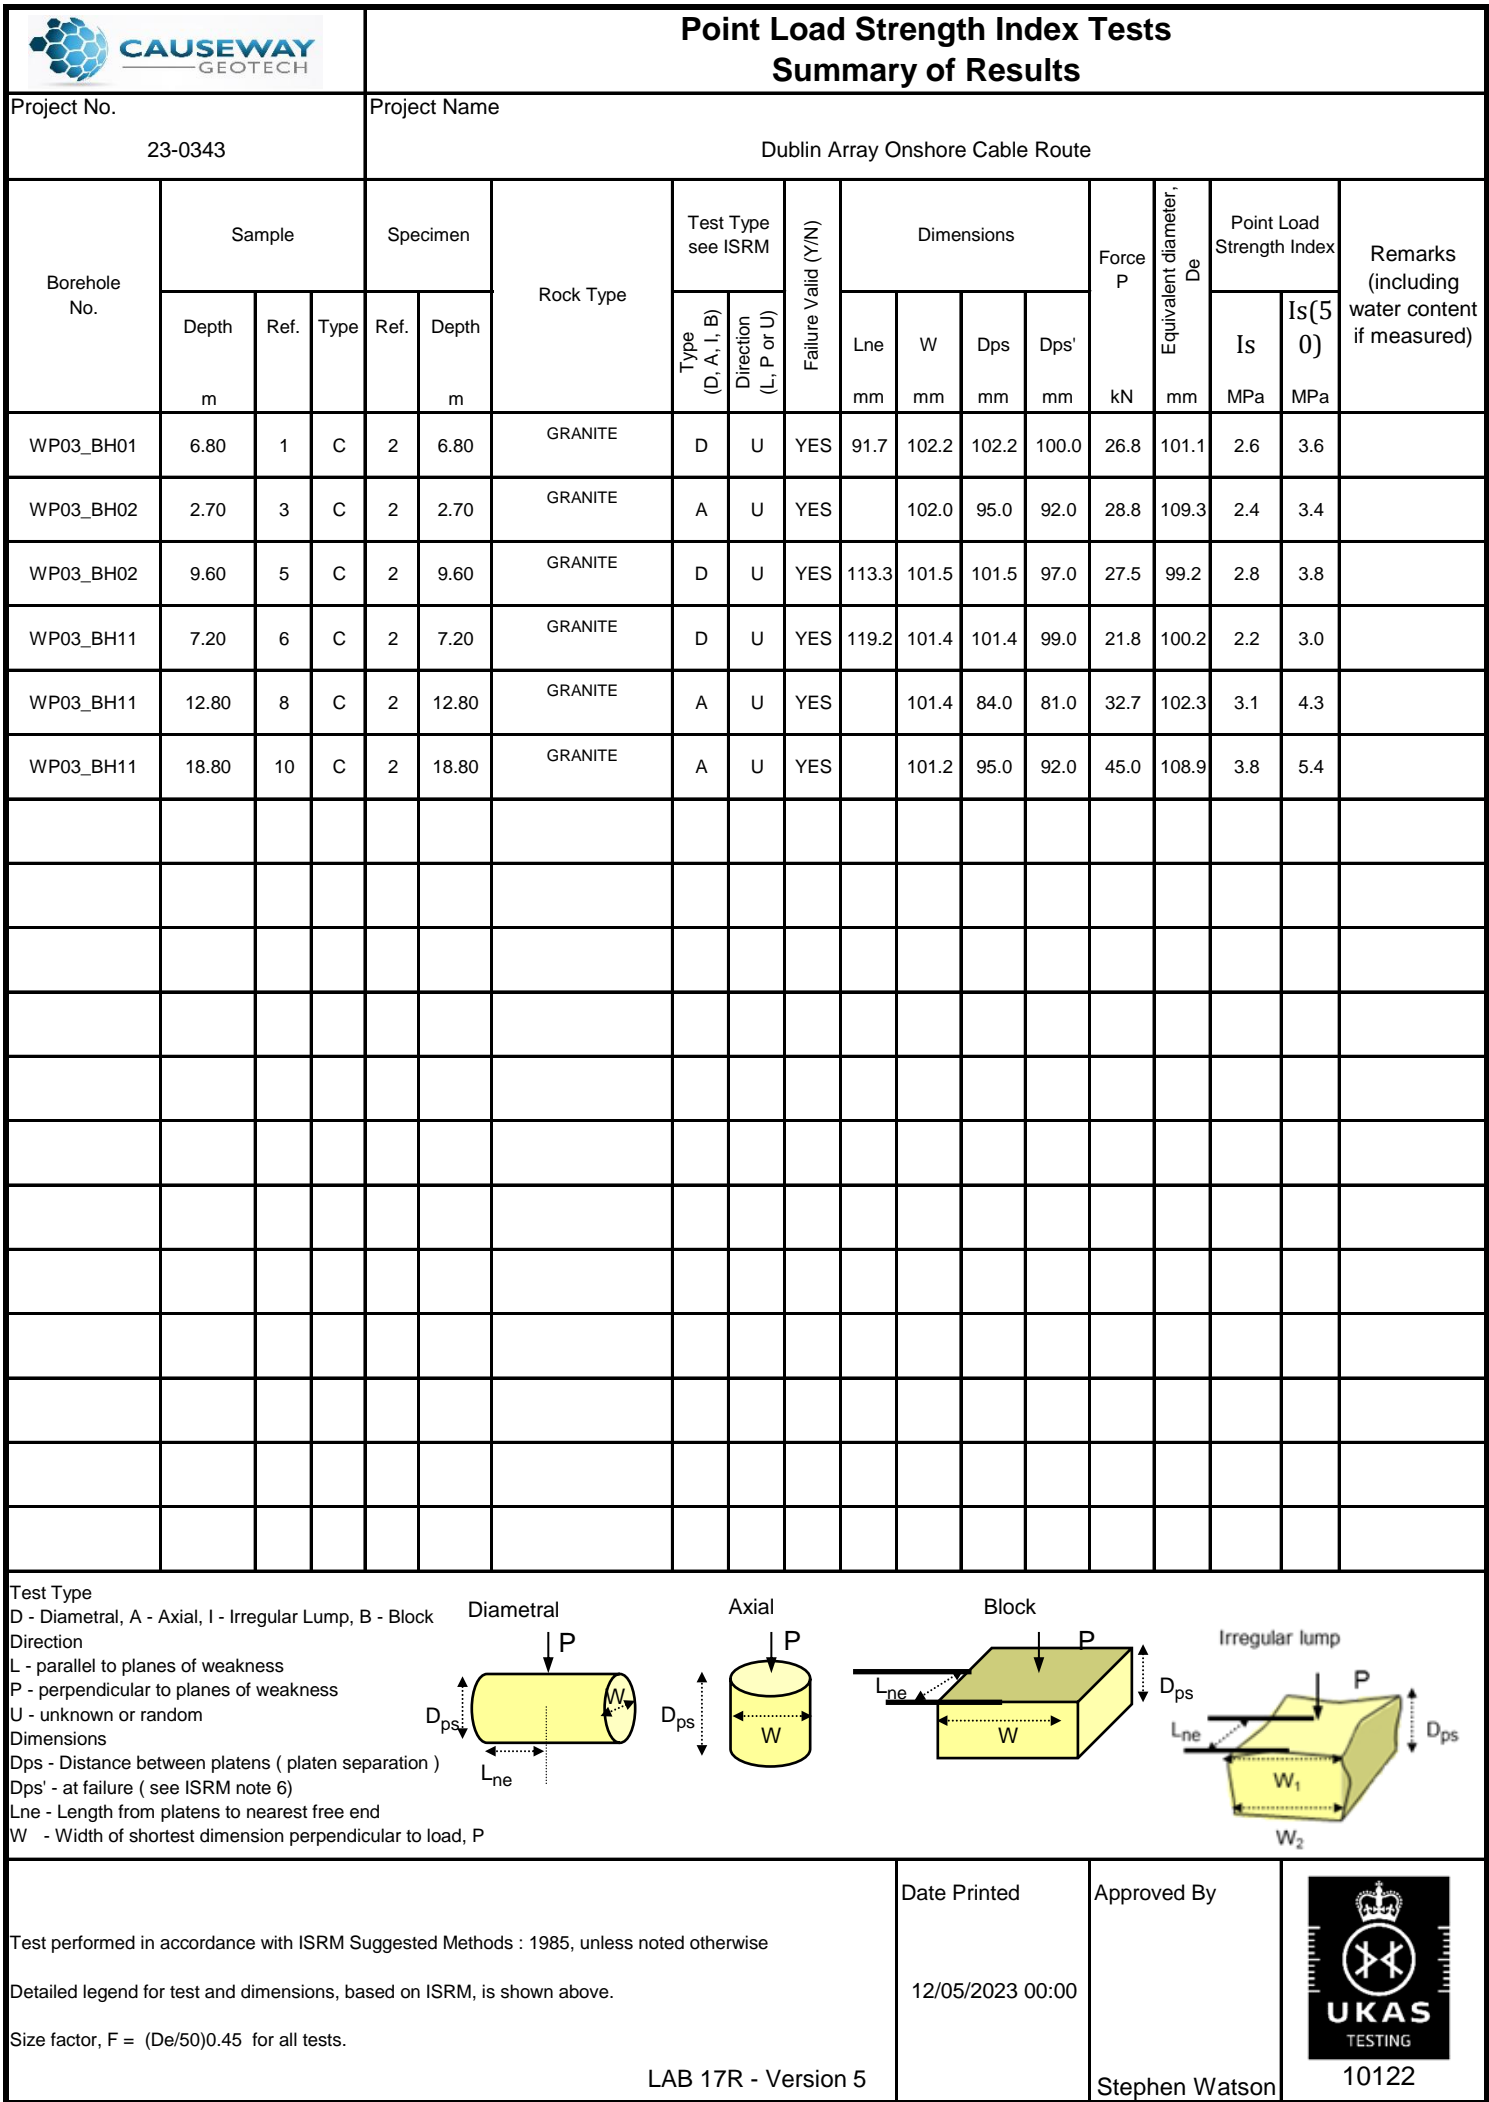 CAUSEWAY
GEOTECH
Point Load Strength Index Tests
Summary of Results
Project No.
23-0343
Project Name
Dublin Array Onshore Cable Route
Borehole
No.
Sample
Specimen
Rock Type
Test Type
see ISRM
Failure Valid (Y/N)
Dimensions
Force
P
Equivalent diameter,
De
Point Load
Strength Index
Remarks
(including
water content
if measured)
Depth Ref. Type Ref. Depth
Type
(D, A, I, B)
Direction
(L, P or U)
Lne W Dps Dps' Is Is(5
0)
m m mm mm mm mm kN mm MPa MPa
WP03_BH01 6.80 1 C 2 6.80 GRANITE D U YES 91.7 102.2 102.2 100.0 26.8 101.1 2.6 3.6
WP03_BH02 2.70 3 C 2 2.70 GRANITE A U YES 102.0 95.0 92.0 28.8 109.3 2.4 3.4
WP03_BH02 9.60 5 C 2 9.60 GRANITE D U YES 113.3 101.5 101.5 97.0 27.5 99.2 2.8 3.8
WP03_BH11 7.20 6 C 2 7.20 GRANITE D U YES 119.2 101.4 101.4 99.0 21.8 100.2 2.2 3.0
WP03_BH11 12.80 8 C 2 12.80 GRANITE A U YES 101.4 84.0 81.0 32.7 102.3 3.1 4.3
WP03_BH11 18.80 10 C 2 18.80 GRANITE A U YES 101.2 95.0 92.0 45.0 108.9 3.8 5.4
Test Type
D - Diametral, A - Axial, I - Irregular Lump, B - Block
Direction
L - parallel to planes of weakness
P - perpendicular to planes of weakness
U - unknown or random
Dimensions
Dps - Distance between platens ( platen separation )
Dps' - at failure ( see ISRM note 6)
Lne - Length from platens to nearest free end
W - Width of shortest dimension perpendicular to load, P
Diametral
P
Dps
W
Lne
Axial
P
Dps
W
Block
P
Lne
Dps
W
Irregular lump
P
Lne
Dps
W1
W2
Test performed in accordance with ISRM Suggested Methods : 1985, unless noted otherwise
Detailed legend for test and dimensions, based on ISRM, is shown above.
Size factor, F = (De/50)0.45 for all tests.
LAB 17R - Version 5
Date Printed
12/05/2023 00:00
Approved By
Stephen Watson
UKAS
TESTING
10122